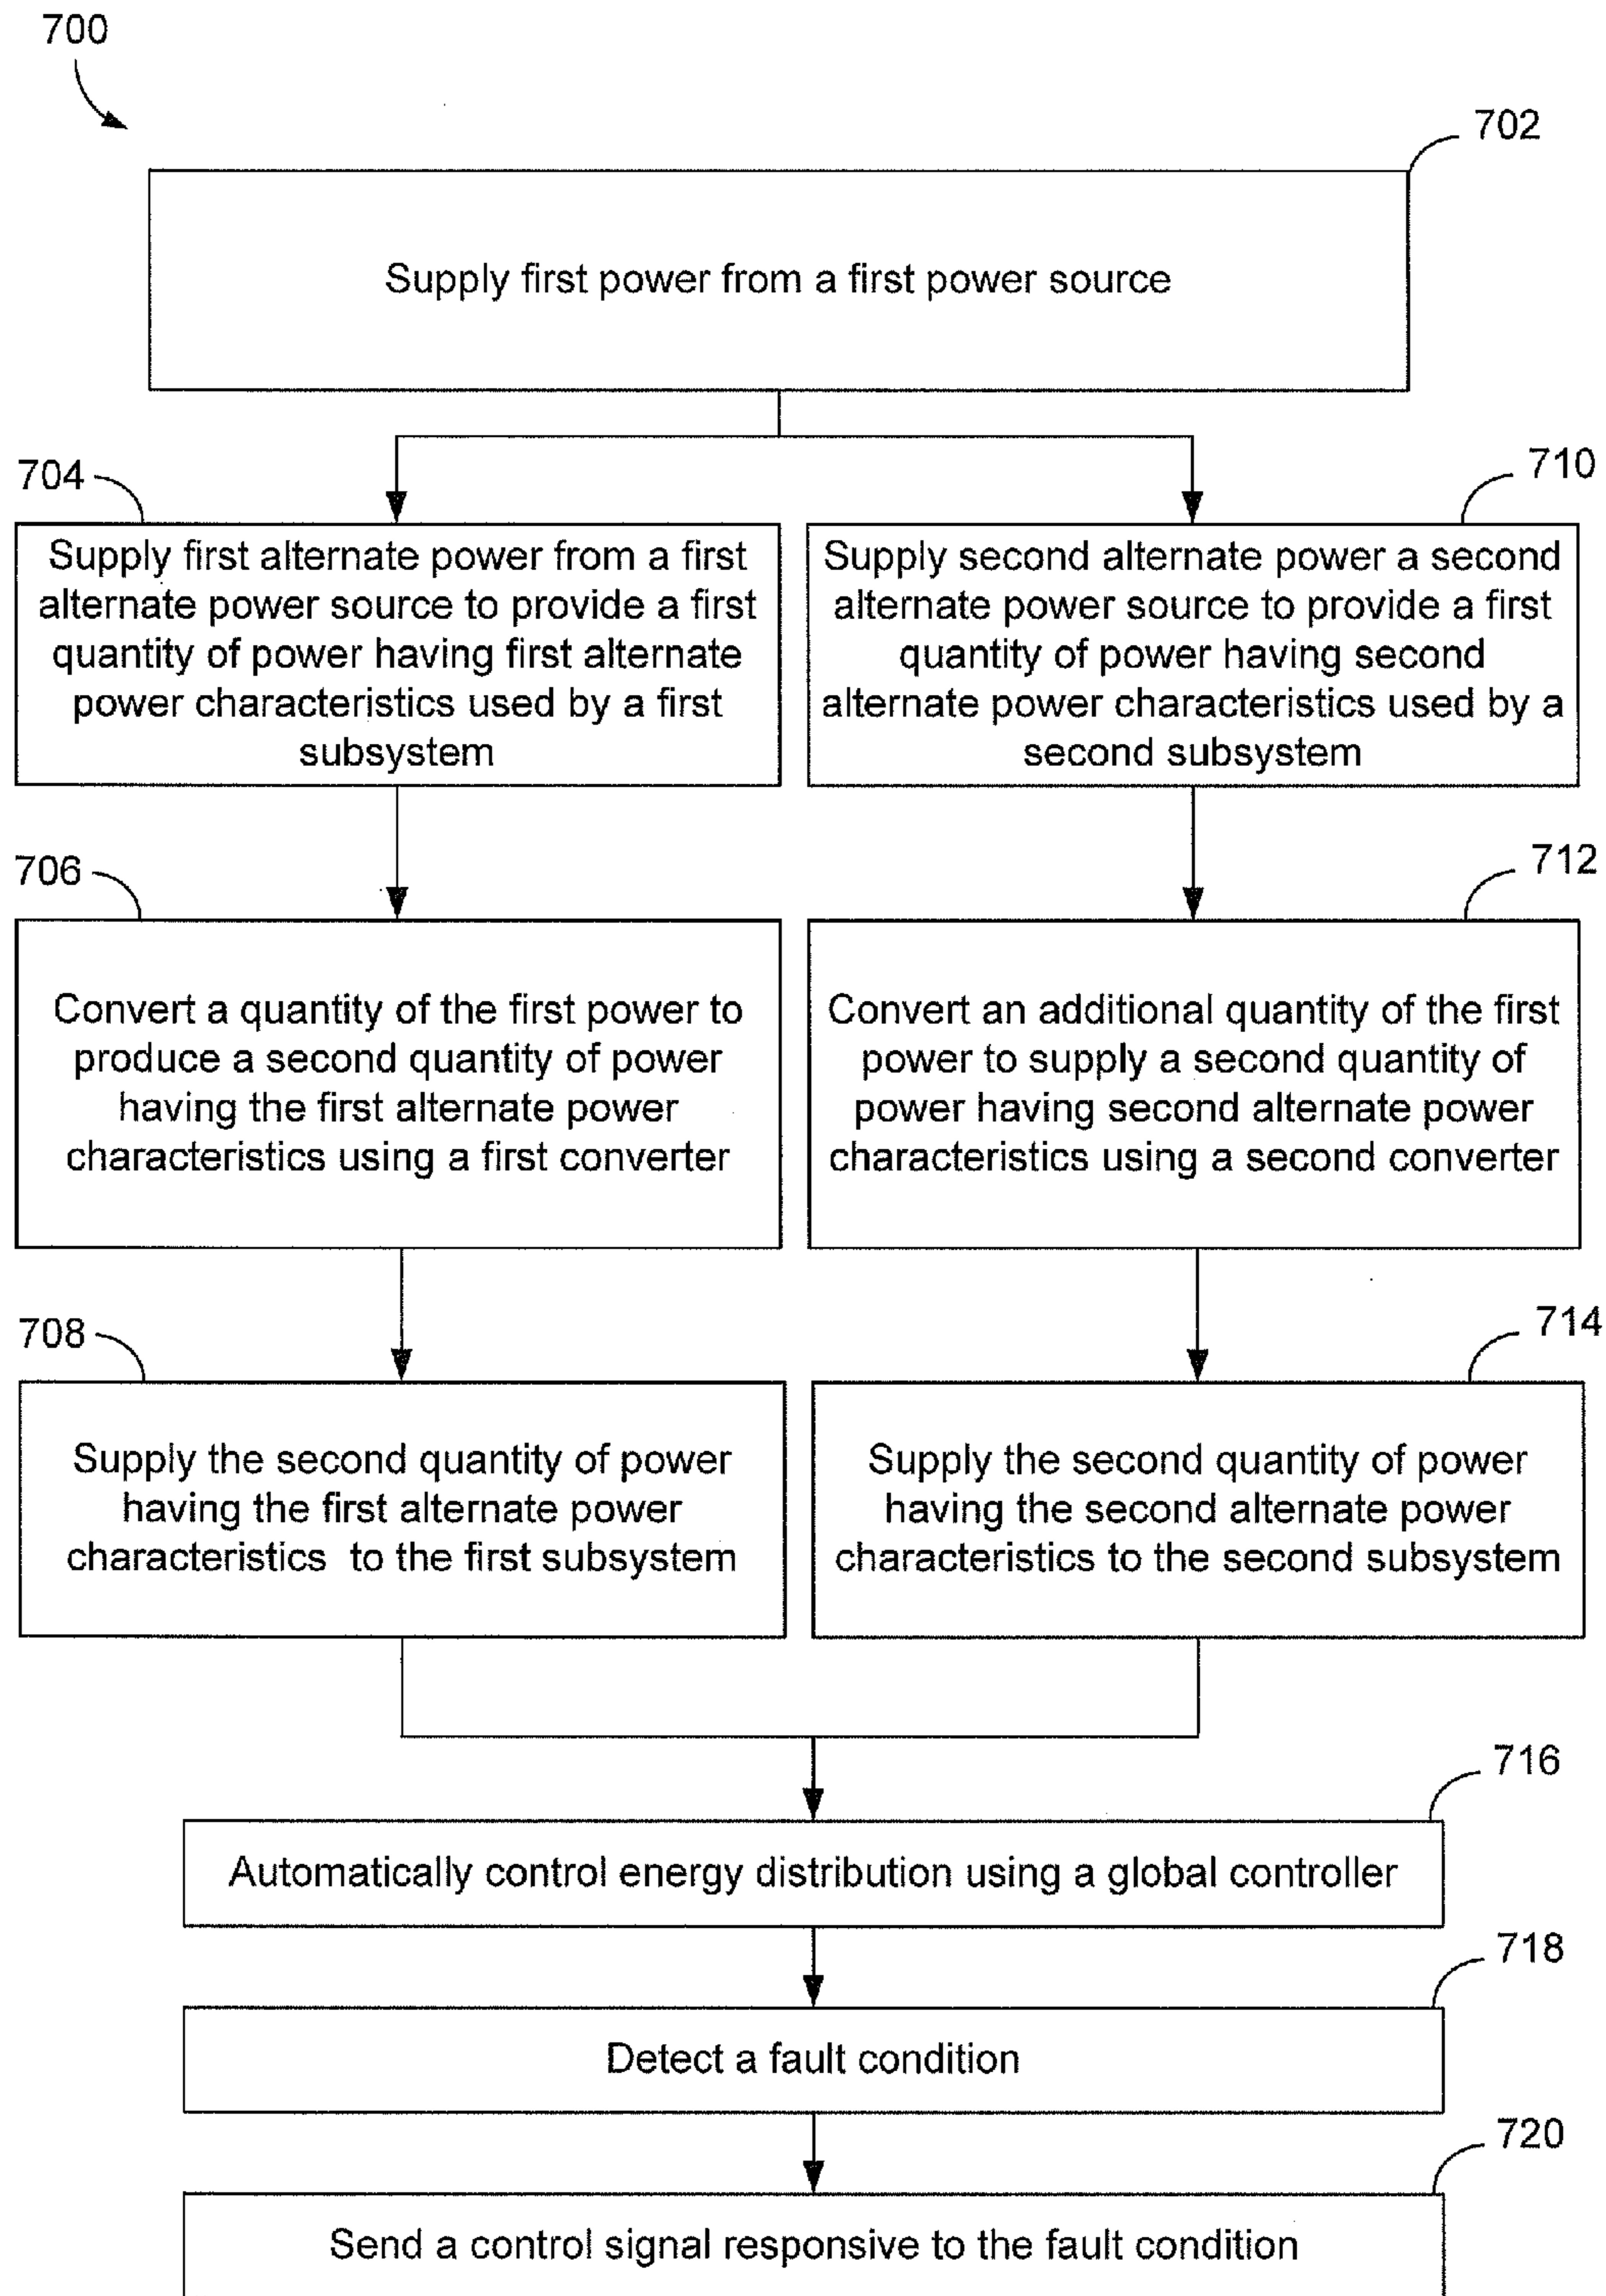 700
702
Supply first power from a first power source
704
Supply first alternate power from a first
alternate power source to provide a first
quantity of power having first alternate
power characteristics used by a first
subsystem
710
Supply second alternate power a second
alternate power source to provide a first
quantity of power having second
alternate power characteristics used by a
second subsystem
706
Convert a quantity of the first power to
produce a second quantity of power
having the first alternate power
characteristics using a first converter
712
Convert an additional quantity of the first
power to supply a second quantity of
power having second alternate power
characteristics using a second converter
708
Supply the second quantity of power
having the first alternate power
characteristics to the first subsystem
714
Supply the second quantity of power
having the second alternate power
characteristics to the second subsystem
716
Automatically control energy distribution using a global controller
718
Detect a fault condition
720
Send a control signal responsive to the fault condition